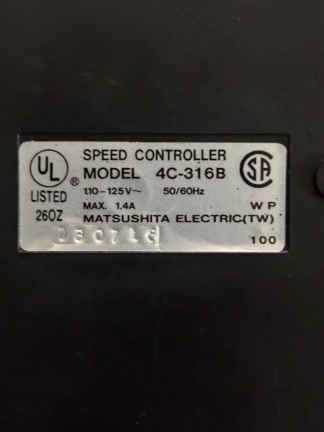 SPEED CONTROLLER
UL ® MODEL 4C-316B SA
LISTED 110-125V~ 50/60Hz
260Z MAX. 1.4A W P
MATSUSHITA ELECTRIC(TW)
100